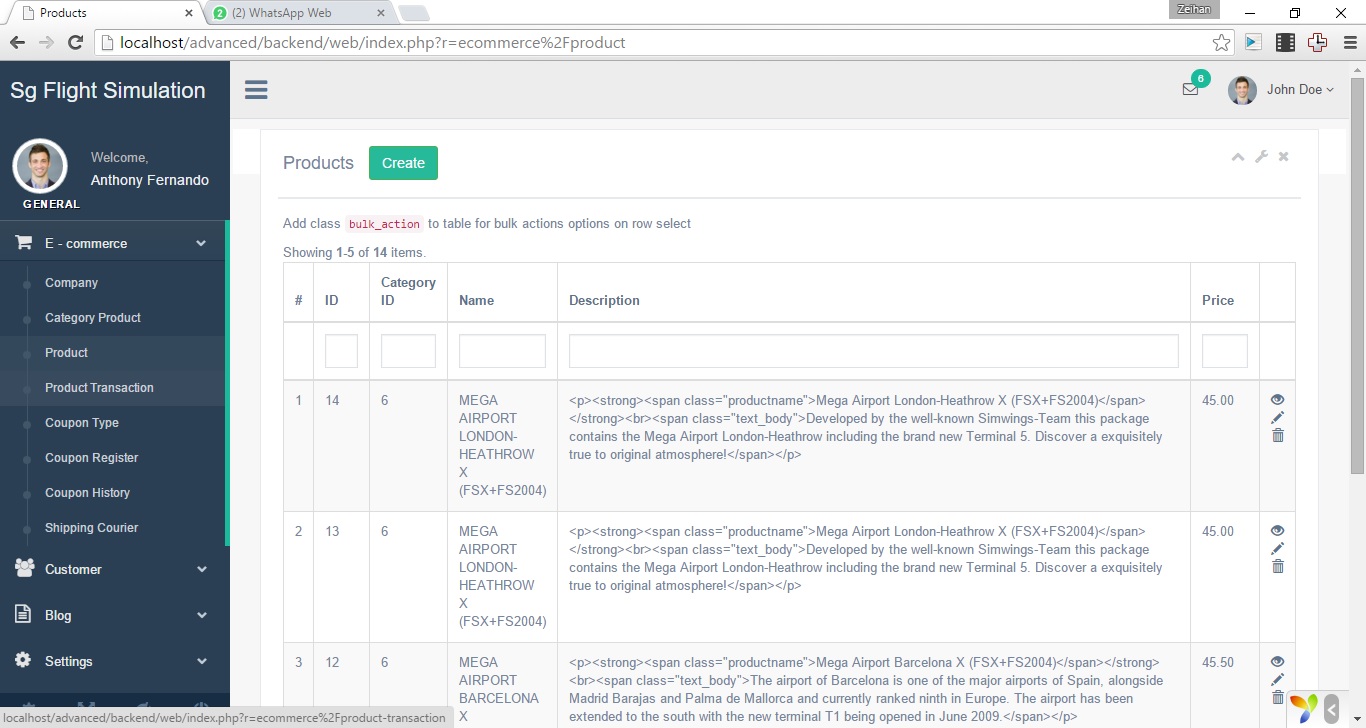 Products
2 (2) WhatsApp Web
Zeihan
localhost/advanced/backend/web/index.php?r=ecommerce%2Fproduct
Sg Flight Simulation
6
John Doe
Welcome,
Anthony Fernando
GENERAL
E - commerce
Company
Category Product
Product
Product Transaction
Coupon Type
Coupon Register
Coupon History
Shipping Courier
Customer
Blog
Settings
Products Create
Add class bulk_action to table for bulk actions options on row select
Showing 1-5 of 14 items.
# ID Category ID Name Description Price
1 14 6
MEGA
AIRPORT
LONDON-
HEATHROW
X
(FSX+FS2004)
<p><strong><span class="productname">Mega Airport London-Heathrow X (FSX+FS2004)</span>
</strong><br><span class="text_body">Developed by the well-known Simwings-Team this package
contains the Mega Airport London-Heathrow including the brand new Terminal 5. Discover a exquisitely
true to original atmosphere!</span></p>
45.00
2 13 6
MEGA
AIRPORT
LONDON-
HEATHROW
X
(FSX+FS2004)
<p><strong><span class="productname">Mega Airport London-Heathrow X (FSX+FS2004)</span>
</strong><br><span class="text_body">Developed by the well-known Simwings-Team this package
contains the Mega Airport London-Heathrow including the brand new Terminal 5. Discover a exquisitely
true to original atmosphere!</span></p>
45.00
3 12 6
MEGA
AIRPORT
BARCELONA
X
<p><strong><span class="productname">Mega Airport Barcelona X (FSX+FS2004)</span></strong>
<br><span class="text_body">The airport of Barcelona is one of the major airports of Spain, alongside
Madrid Barajas and Palma de Mallorca and currently ranked ninth in Europe. The airport has been
extended to the south with the new terminal T1 being opened in June 2009.</span></p>
45.50
localhost/advanced/backend/web/index.php?r=ecommerce%2Fproduct-transaction